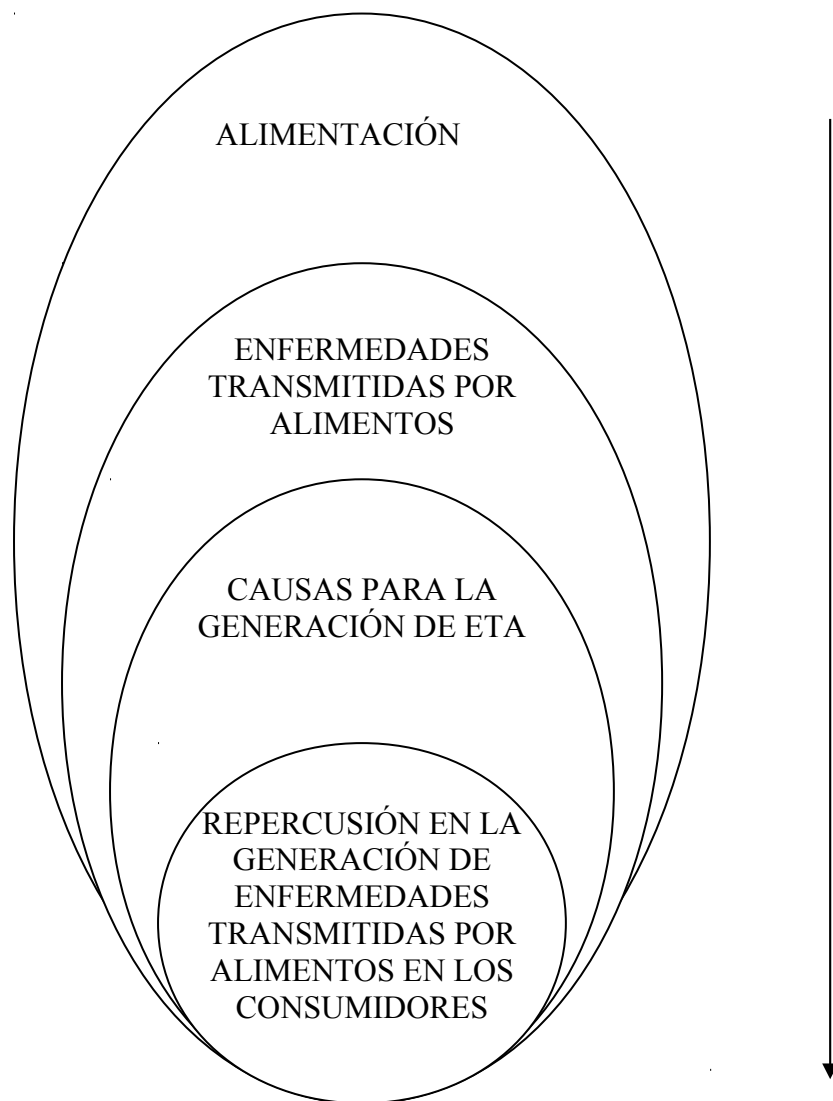 ALIMENTACIÓN
ENFERMEDADES
TRANSMITIDAS POR
ALIMENTOS
CAUSAS PARA LA
GENERACIÓN DE ETA
REPERCUSIÓN EN LA
GENERACIÓN DE
ENFERMEDADES
TRANSMITIDAS POR
ALIMENTOS EN LOS
CONSUMIDORES